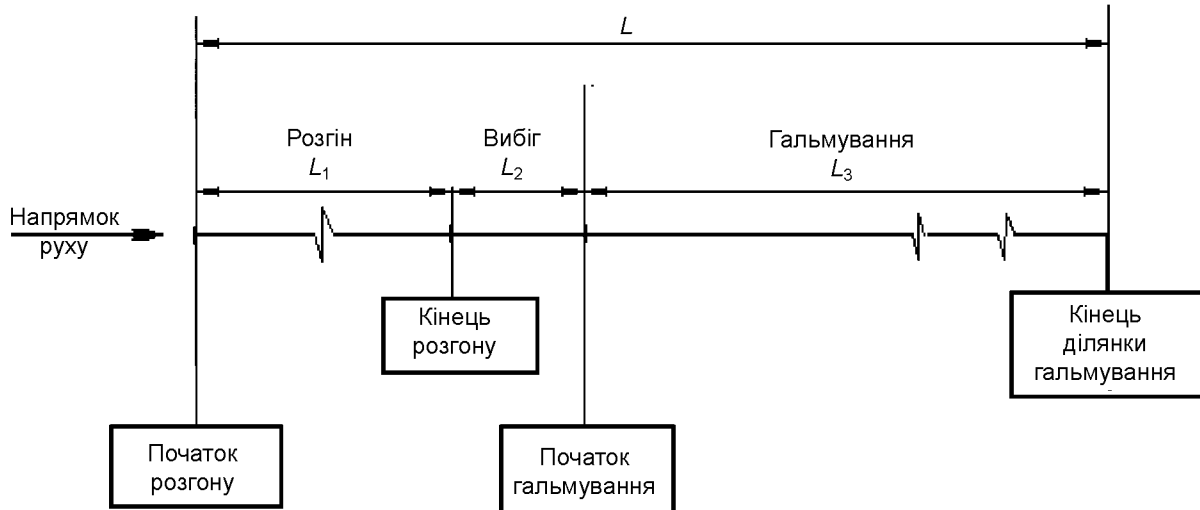 L
Розгін
L1
Вибіг
L2
Гальмування
L3
Напрямок
руху
Кінець
розгону
Кінець
ділянки
гальмування
Початок
розгону
Початок
гальмування